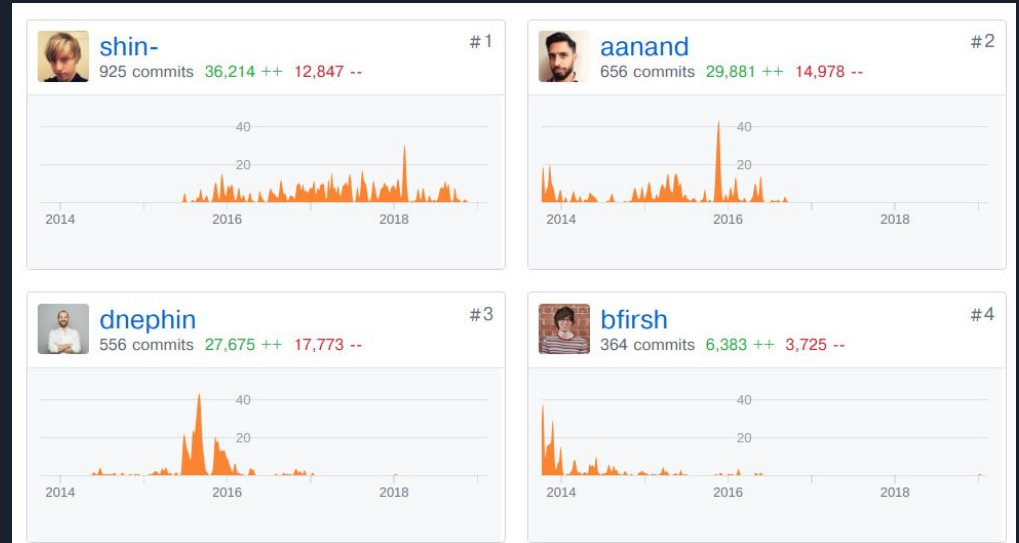 shin-
#1
925 commits 36,214 ++ 12,847 --
40
20
2014 2016 2018
aanand
#2
656 commits 29,881 ++ 14,978 --
40
20
2014 2016 2018
dnephin
#3
556 commits 27,675 ++ 17,773 --
40
20
2014 2016 2018
bfirsh
#4
364 commits 6,383 ++ 3,725 --
40
20
2014 2016 2018